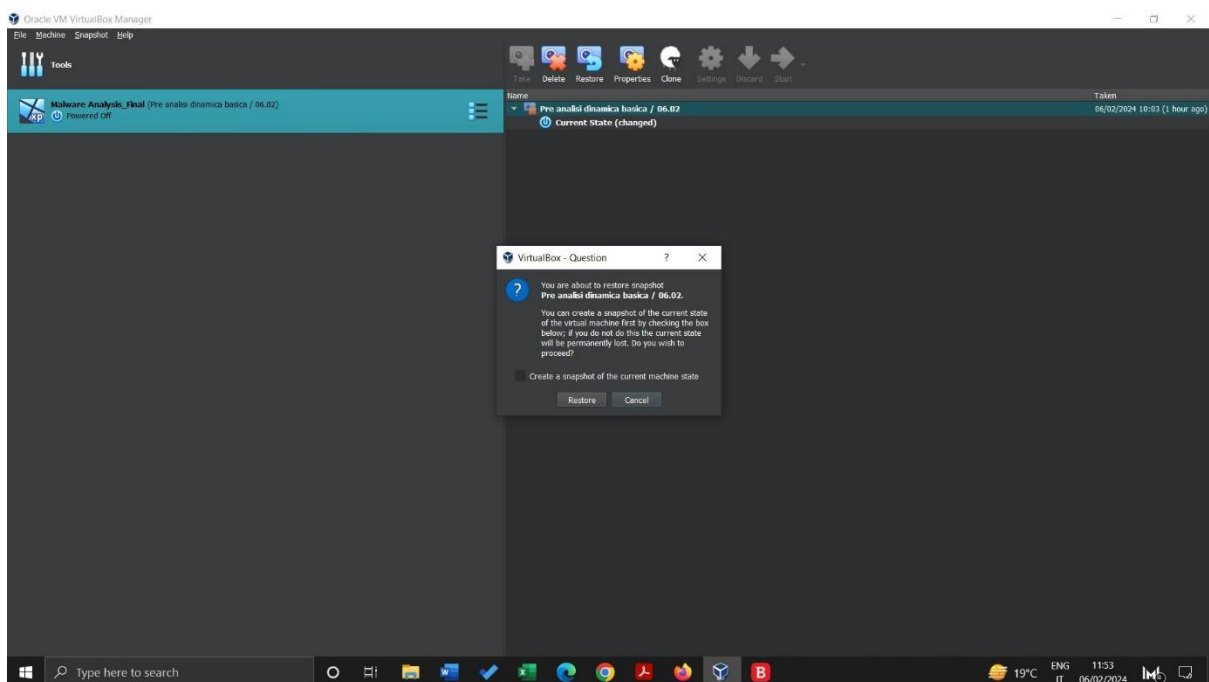 Oracle VM VirtualBox Manager
File Machine Snapshot Help
Tools
Take Delete Restore Properties Clone Settings Discard Start
Malware Analysis_Final (Pre analisi dinamica basica / 06.02)
Powered Off
Name Taken
Pre analisi dinamica basica / 06.02 06/02/2024 10:03 (1 hour ago)
Current State (changed)
VirtualBox - Question ? X
You are about to restore snapshot
Pre analisi dinamica basica / 06.02.
You can create a snapshot of the current state
of the virtual machine first by checking the box
below; if you do not do this the current state
will be permanently lost. Do you wish to
proceed?
Create a snapshot of the current machine state
Restore Cancel
Type here to search
19°C
ENG
IT
11:53
06/02/2024